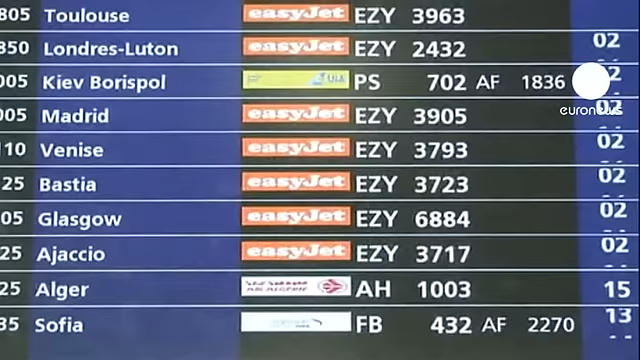 805 Toulouse easyJet EZY 3963
850 Londres-Luton easyJet EZY 2432 02
005 Kiev Borispol UIA PS 702 AF 1836
euronews
005 Madrid easyJet EZY 3905 02
110 Venise easyJet EZY 3793 02
25 Bastia easyJet EZY 3723 02
05 Glasgow easyJet EZY 6884 02
25 Ajaccio easyJet EZY 3717 02
25 Alger AIR ALGERIE AH 1003 15
35 Sofia FB 432 AF 2270 13